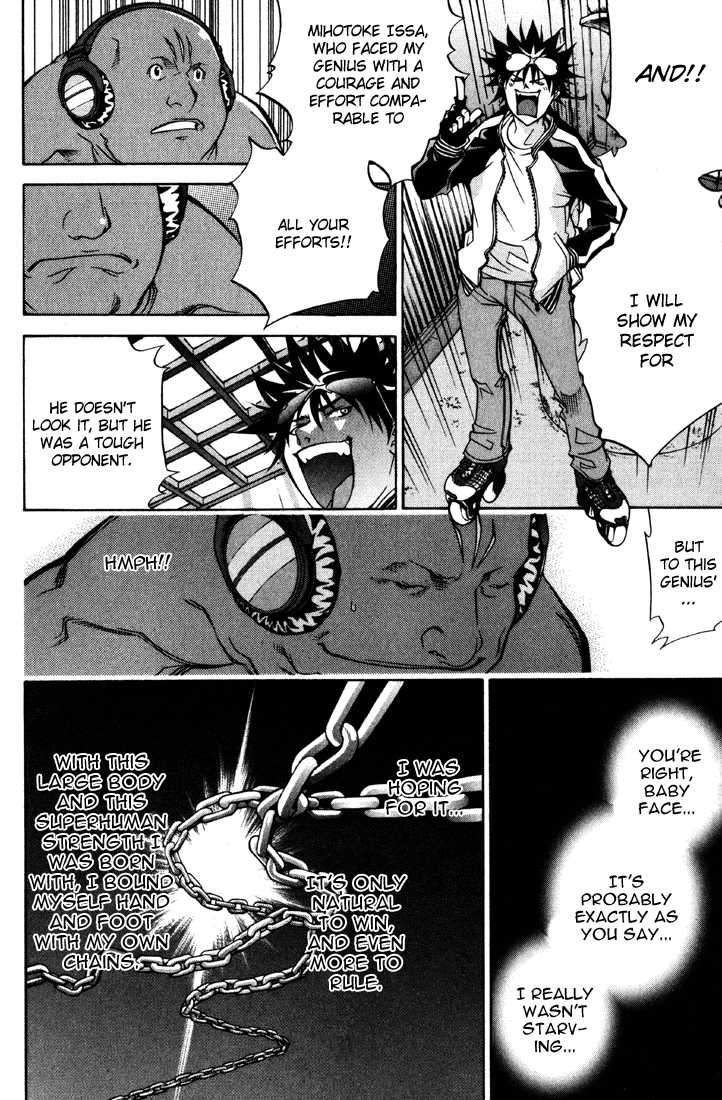 AND!!
I WILL
SHOW MY
RESPECT
FOR
MIHOTOKE ISSA,
WHO FACED MY
GENIUS WITH A
COURAGE AND
EFFORT COMPA-
RABLE TO
ALL YOUR
EFFORTS!!
HE DOESN'T
LOOK IT, BUT HE
WAS A TOUGH
OPPONENT.
BUT
TO THIS
GENIUS'
...
HMPH!!
YOU'RE
RIGHT,
BABY
FACE...
IT'S
PROBABLY
EXACTLY AS
YOU SAY...
I REALLY
WASN'T
STARV-
ING...
I WAS
HOPING
FOR IT...
IT'S ONLY
NATURAL
TO WIN,
AND EVEN
MORE TO
RULE.
WITH THIS
LARGE BODY
AND THIS
SUPERHUMAN
STRENGTH I
WAS BORN
WITH, I BOUND
MYSELF HAND
AND FOOT
WITH MY OWN
CHAINS.